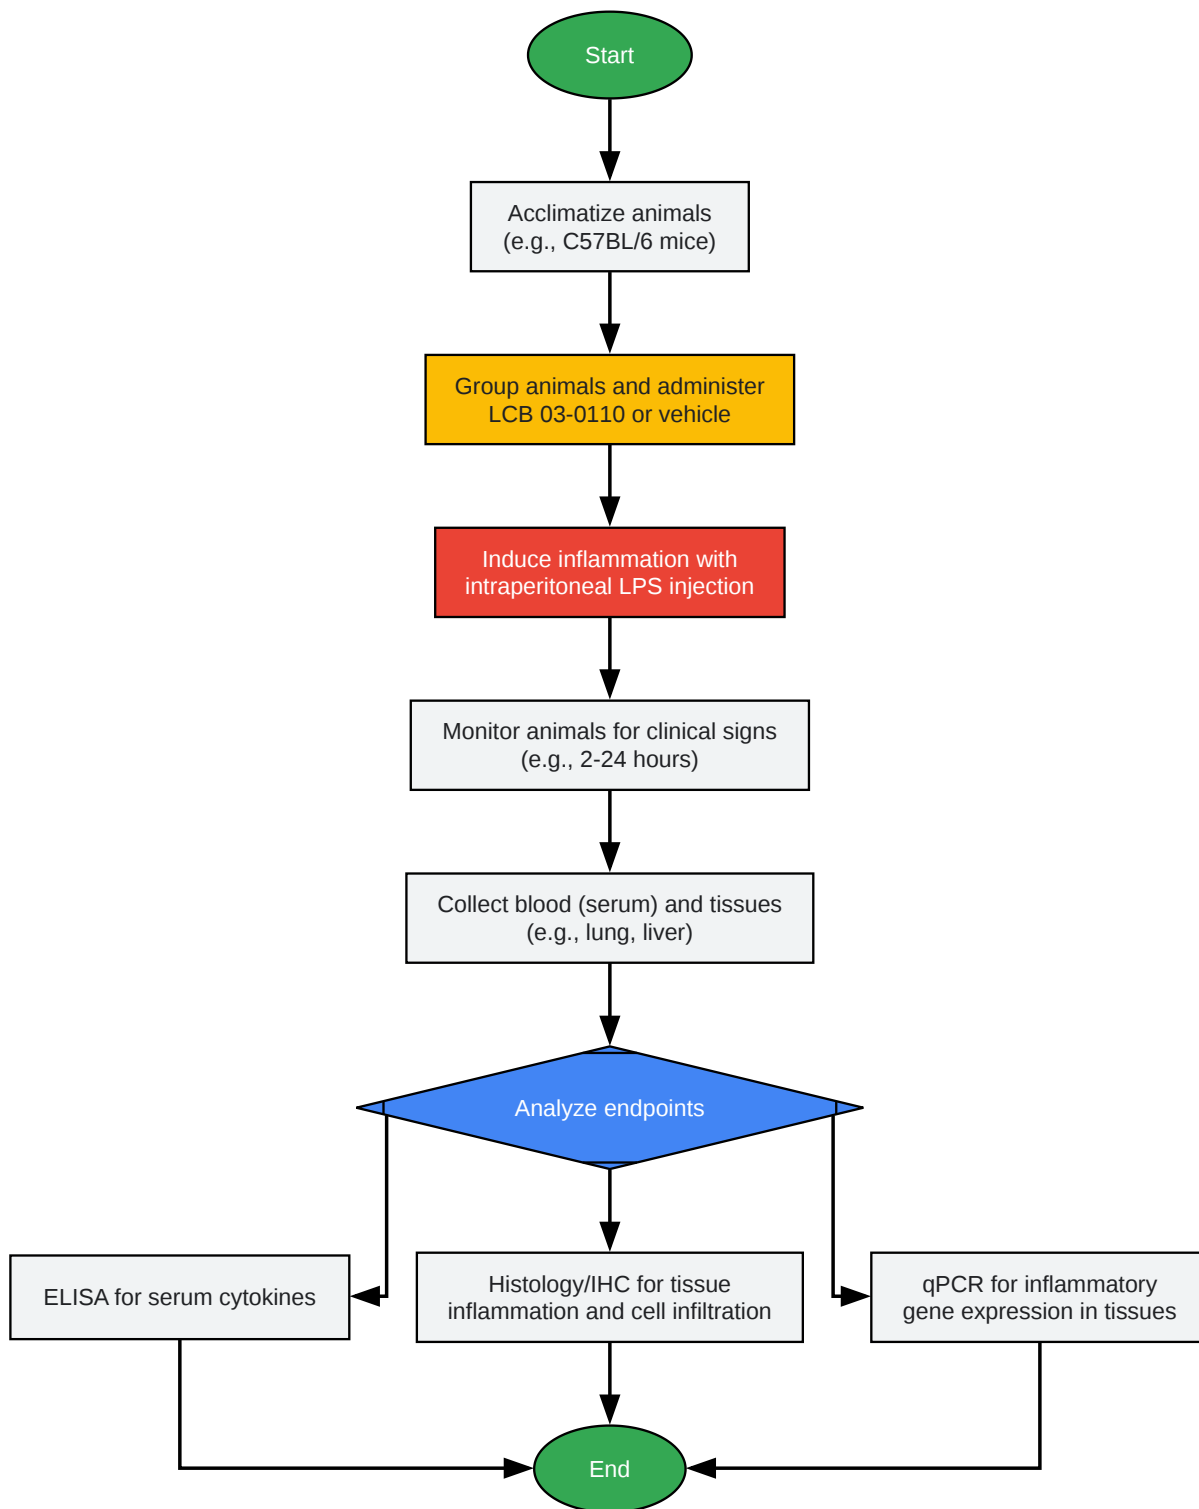 Start
Acclimatize animals
(e.g., C57BL/6 mice)
Group animals and administer
LCB 03-0110 or vehicle
Induce inflammation with
intraperitoneal LPS injection
Monitor animals for clinical signs
(e.g., 2-24 hours)
Collect blood (serum) and tissues
(e.g., lung, liver)
Analyze endpoints
ELISA for serum cytokines
Histology/IHC for tissue
inflammation and cell infiltration
qPCR for inflammatory
gene expression in tissues
End